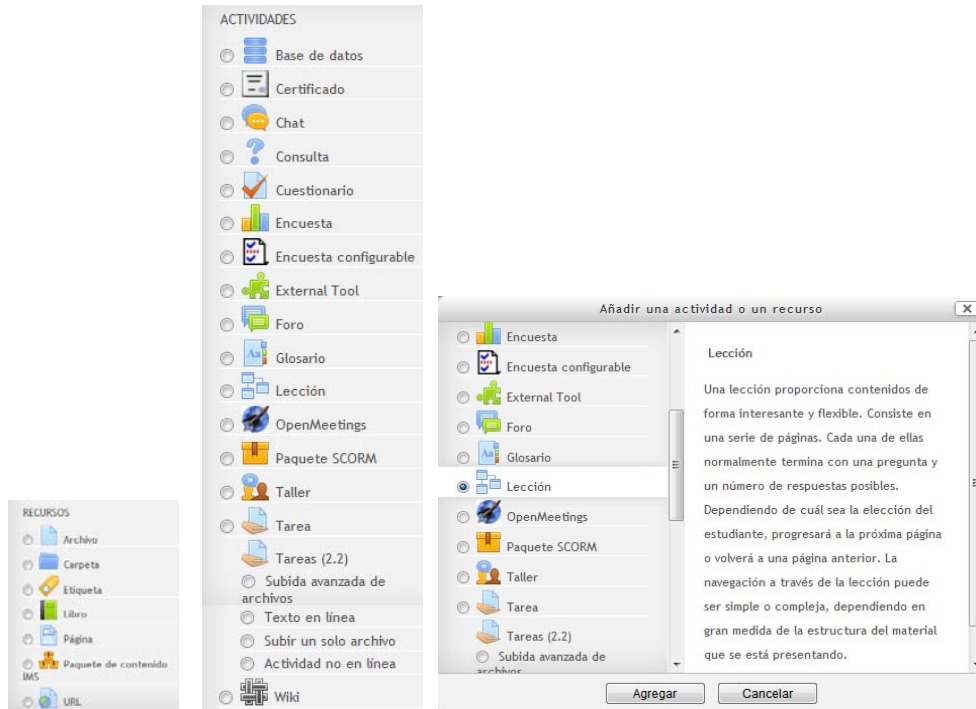 RECURSOS
Archivo
Carpeta
Etiqueta
Libro
Página
Paquete de contenido
IMS
URL
ACTIVIDADES
Base de datos
Certificado
Chat
Consulta
Cuestionario
Encuesta
Encuesta configurable
External Tool
Foro
Glosario
Lección
OpenMeetings
Paquete SCORM
Taller
Tarea
Tareas (2.2)
Subida avanzada de
archivos
Texto en línea
Subir un solo archivo
Actividad no en línea
Wiki
Añadir una actividad o un recurso
Encuesta
Encuesta configurable
External Tool
Foro
Glosario
Lección
OpenMeetings
Paquete SCORM
Taller
Tarea
Tareas (2.2)
Subida avanzada de
archivos
Lección
Una lección proporciona contenidos de
forma interesante y flexible. Consiste en
una serie de páginas. Cada una de ellas
normalmente termina con una pregunta y
un número de respuestas posibles.
Dependiendo de cuál sea la elección del
estudiante, progresará a la próxima página
o volverá a una página anterior. La
navegación a través de la lección puede
ser simple o compleja, dependiendo en
gran medida de la estructura del material
que se está presentando.
Agregar
Cancelar